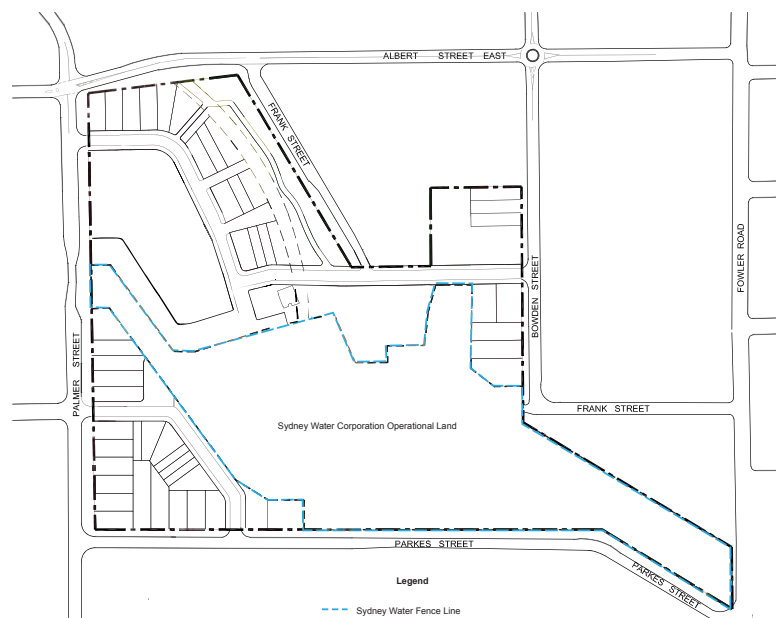 ALBERT STREET EAST
FRANK STREET
FOWLER ROAD
BOWDEN STREET
PALMER STREET
FRANK STREET
Sydney Water Corporation Operational Land
PARKES STREET
PARKES STREET
Legend
Sydney Water Fence Line